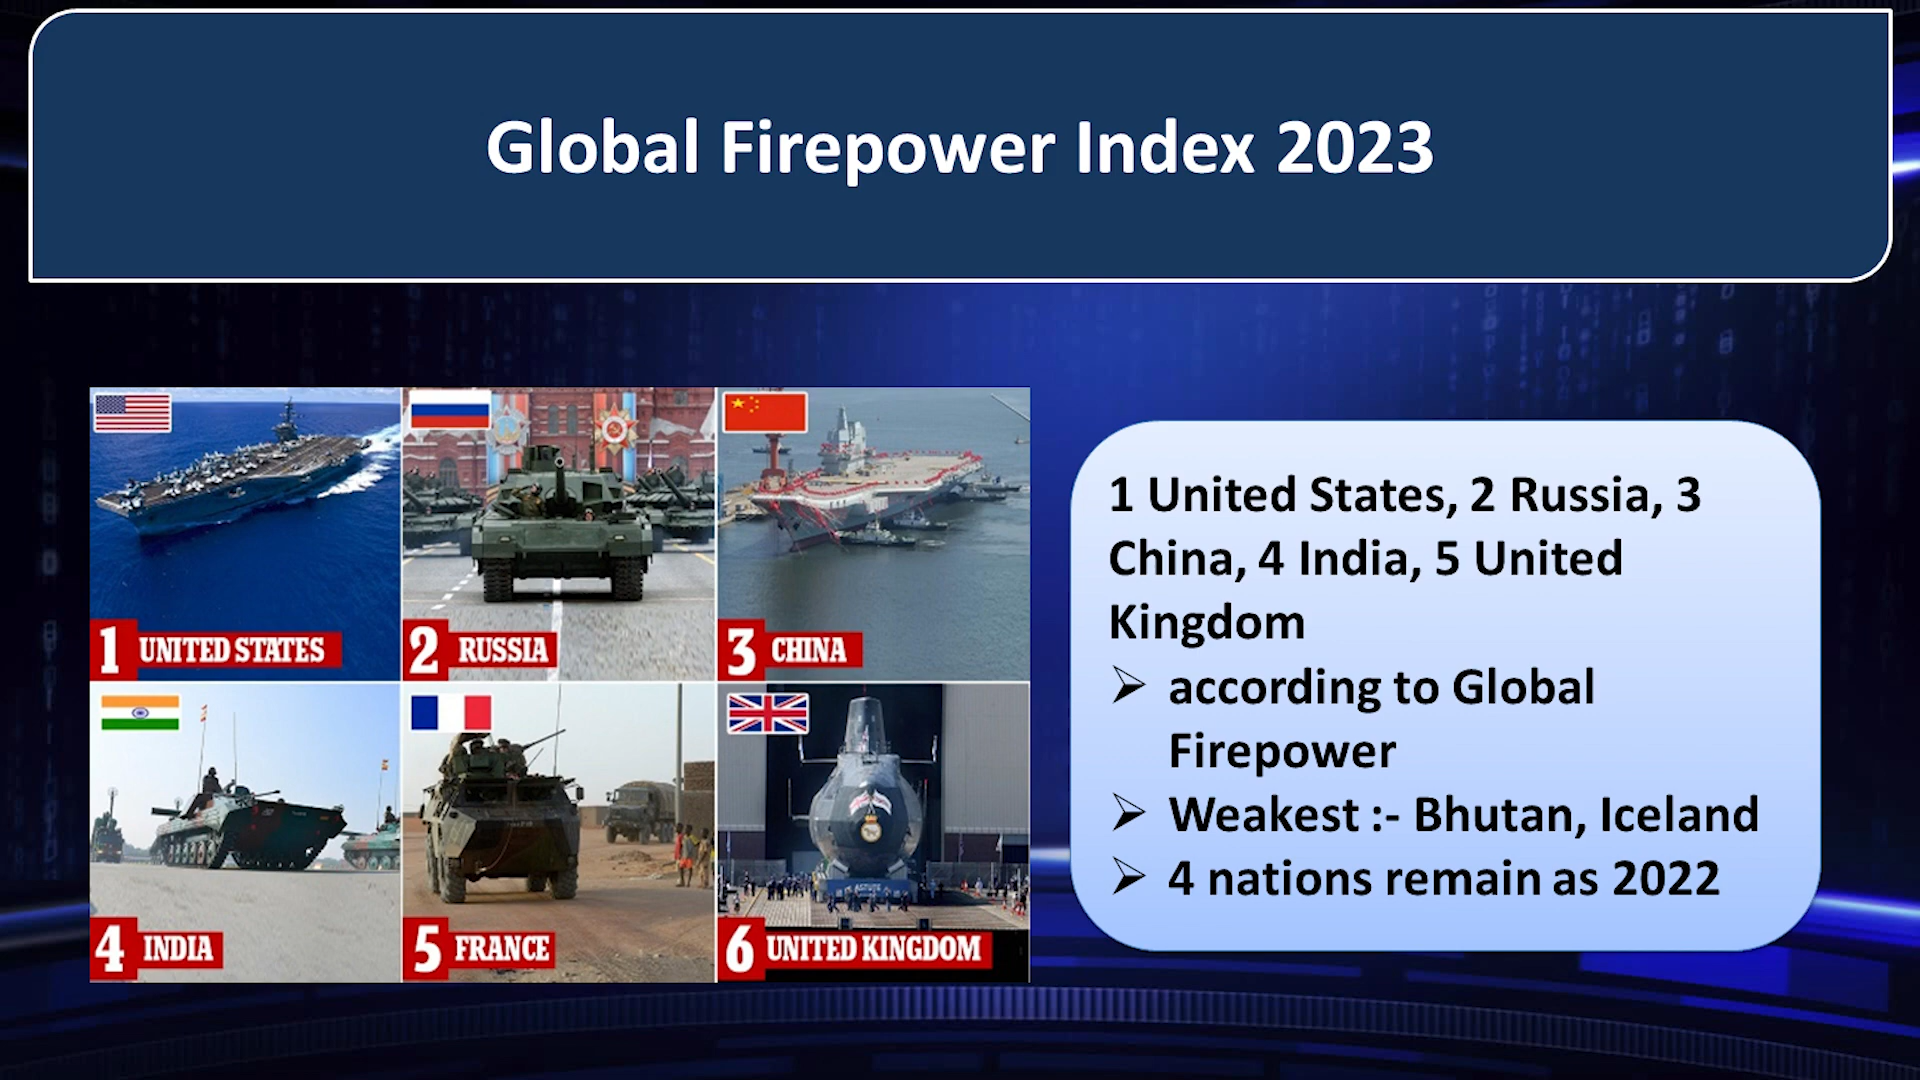 Global Firepower Index 2023
1 UNITED STATES
2 RUSSIA
3 CHINA
4 INDIA
5 FRANCE
6 UNITED KINGDOM
1 United States, 2 Russia, 3
China, 4 India, 5 United
Kingdom
➢ according to Global
Firepower
➢ Weakest :- Bhutan, Iceland
➢ 4 nations remain as 2022